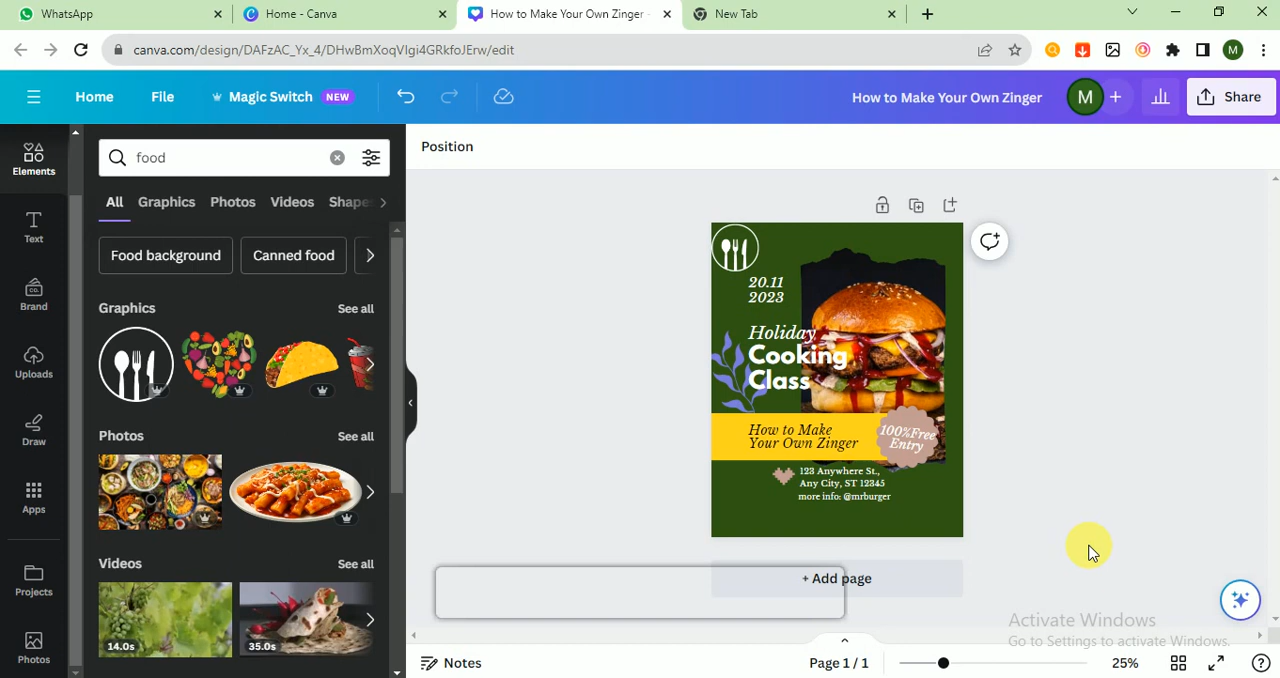 WhatsApp
Home - Canva
How to Make Your Own Zinger
New Tab
canva.com/design/DAFzAC_Yx_4/DHwBmXoqVIgi4GRkfoJErw/edit
M
Home
File
Magic Switch
NEW
How to Make Your Own Zinger
M
Share
Elements
Text
Brand
Uploads
Draw
Apps
Projects
Photos
food
All
Graphics
Photos
Videos
Shape
Food background
Canned food
Graphics
See all
Photos
See all
Videos
See all
14.0s
35.0s
Position
20.11
2023
Holiday
Cooking
Class
How to Make
Your Own Zinger
100%Free
Entry
123 Anywhere St.,
Any City, ST 12345
more info: @mrburger
+ Add page
Activate Windows
Go to Settings to activate Windows.
Notes
Page 1 / 1
25%